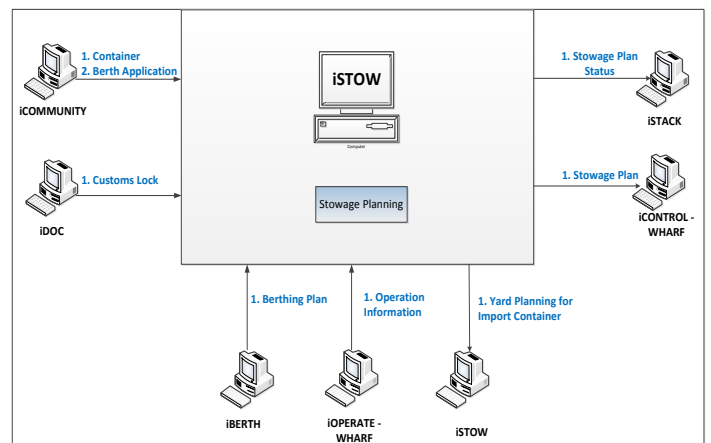 1. Container
2. Berth Application
iCOMMUNITY
1. Customs Lock
iDOC
iSTOW
Computer
Stowage Planning
1. Stowage Plan
Status
iSTACK
1. Stowage Plan
iCONTROL -
WHARF
1. Berthing Plan
iBERTH
1. Operation
Information
iOPERATE -
WHARF
1. Yard Planning for
Import Container
iSTOW